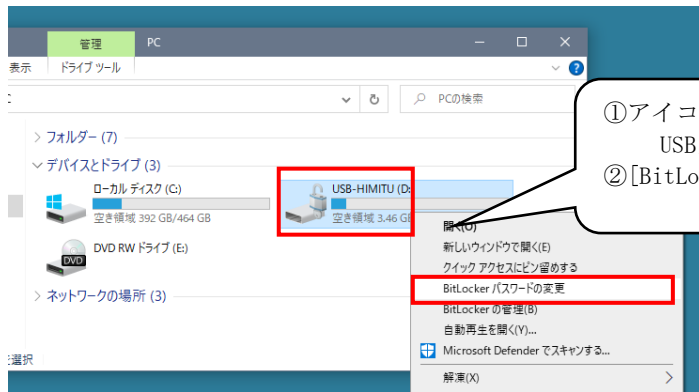 管理 PC
表示 ドライブ ツール
PCの検索
フォルダー (7)
デバイスとドライブ (3)
ローカル ディスク (C:)
空き領域 392 GB/464 GB
USB-HIMITU (D:
空き領域 3.46 GB
DVD RW ドライブ (E:)
DVD
ネットワークの場所 (3)
選択
開く(O)
新しいウィンドウで開く(E)
クイック アクセスにピン留めする
BitLocker パスワードの変更
BitLocker の管理(B)
自動再生を開く(Y)...
Microsoft Defender でスキャンする...
解凍(X)
①アイコ
USB
②[BitLo